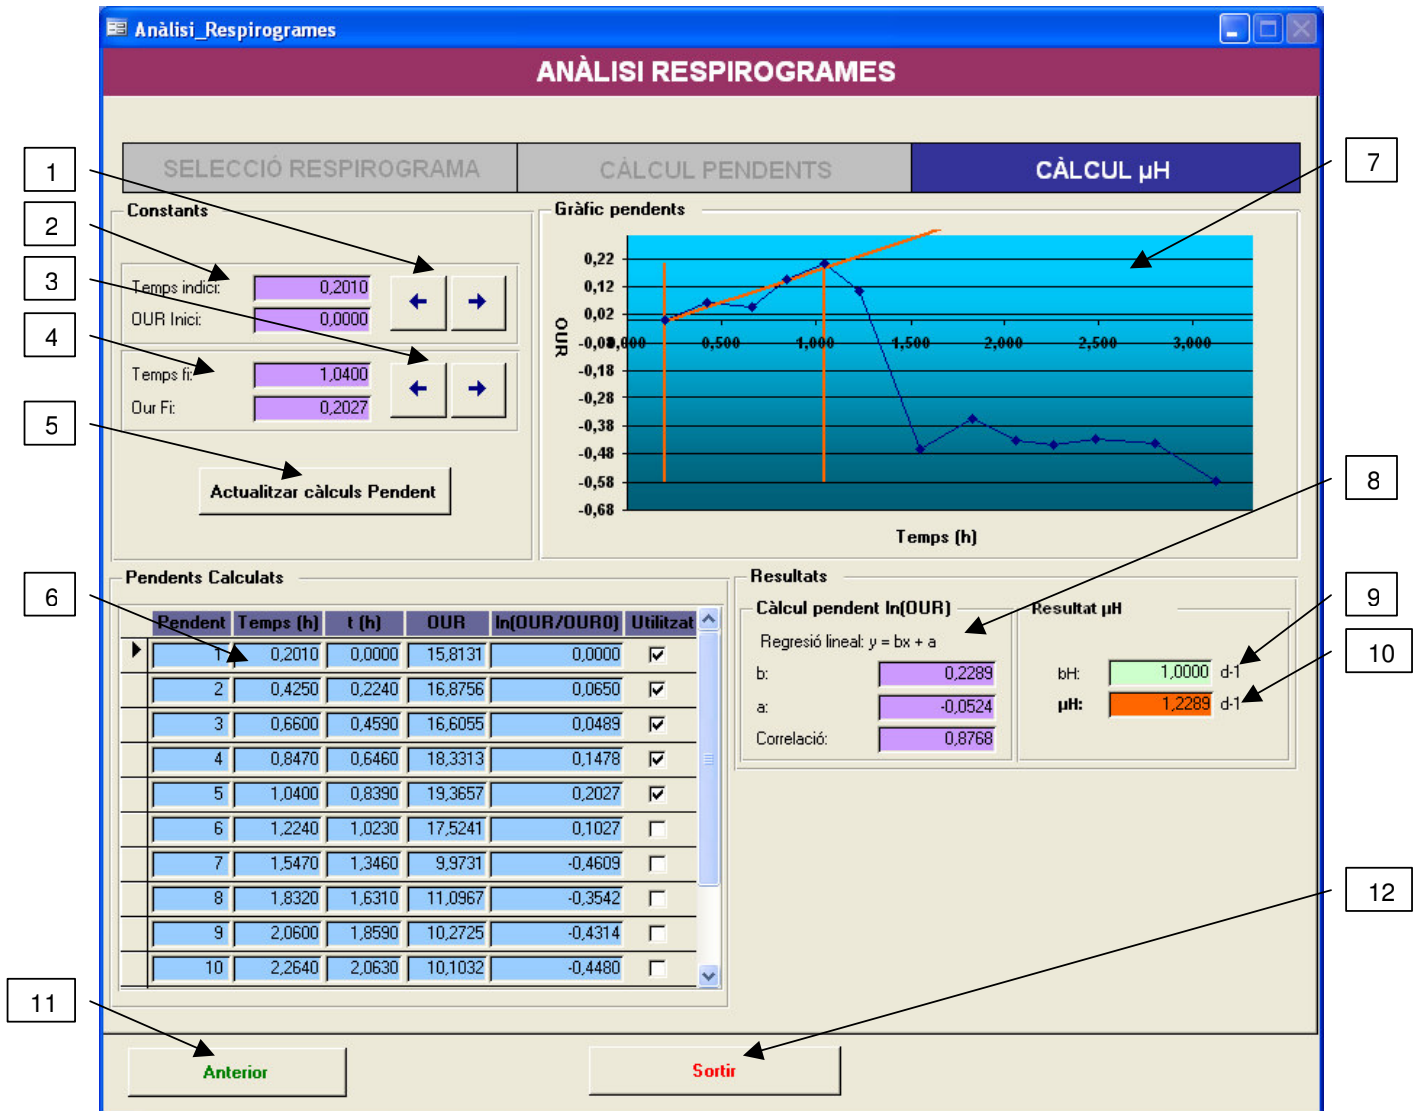 Anàlisi_Respirogrames
ANÀLISI RESPIROGRAMES
SELECCIÓ RESPIROGRAMA CÀLCUL PENDENTS CÀLCUL µH
1
2
3
4
5
6
7
8
9
10
11
12
Constants
Temps indici: 0,2010
OUR Inici: 0,0000
Temps fi: 1,0400
Our Fi: 0,2027
Actualitzar càlculs Pendent
Gràfic pendents
OUR
0,22
0,12
0,02
-0,08
-0,18
-0,28
-0,38
-0,48
-0,58
-0,68
0,000 0,500 1,000 1,500 2,000 2,500 3,000
Temps (h)
Pendents Calculats
Pendent Temps (h) t (h) OUR ln(OUR/OUR0) Utilitzat
1 0,2010 0,0000 15,8131 0,0000
2 0,4250 0,2240 16,8756 0,0650
3 0,6600 0,4590 16,6055 0,0489
4 0,8470 0,6460 18,3313 0,1478
5 1,0400 0,8390 19,3657 0,2027
6 1,2240 1,0230 17,5241 0,1027
7 1,5470 1,3460 9,9731 -0,4609
8 1,8320 1,6310 11,0967 -0,3542
9 2,0600 1,8590 10,2725 -0,4314
10 2,2640 2,0630 10,1032 -0,4480
Resultats
Càlcul pendent ln(OUR)
Regresió lineal: y = bx + a
b: 0,2289
a: -0,0524
Correlació: 0,8768
Resultat µH
bH: 1,0000 d-1
µH: 1,2289 d-1
Anterior
Sortir